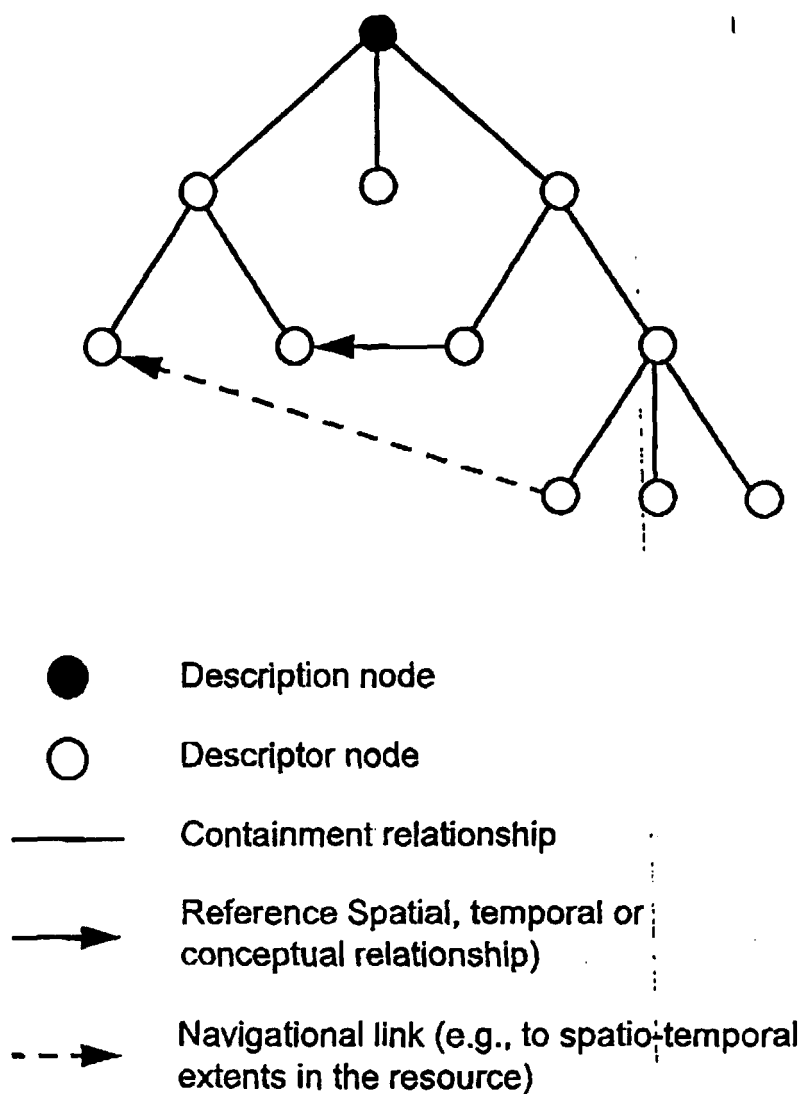 Description node
Descriptor node
Containment relationship
Reference Spatial, temporal or
conceptual relationship)
Navigational link (e.g., to spatio-temporal
extents in the resource)